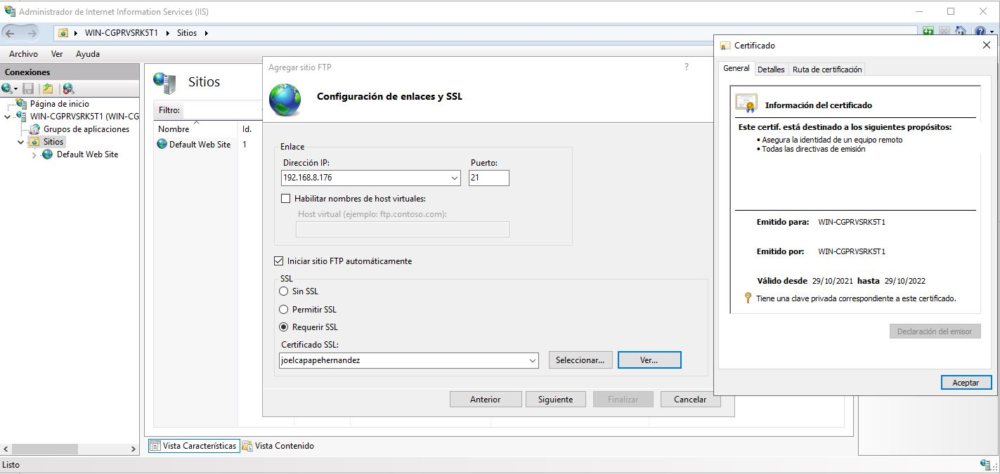 Administrador de Internet Information Services (IIS)
WIN-CGPRVSRK5T1 Sitios
Archivo Ver Ayuda
Conexiones
Página de inicio
WIN-CGPRVSRK5T1 (WIN-CG
Grupos de aplicaciones
Sitios
Default Web Site
Sitios
Filtro:
Nombre Id.
Default Web Site 1
Vista Características Vista Contenido
Listo
Agregar sitio FTP ?
Configuración de enlaces y SSL
Enlace
Dirección IP: Puerto:
192.168.8.176 21
Habilitar nombres de host virtuales:
Host virtual (ejemplo: ftp.contoso.com):
Iniciar sitio FTP automáticamente
SSL
Sin SSL
Permitir SSL
Requerir SSL
Certificado SSL:
joelcapapehernandez Seleccionar... Ver...
Anterior Siguiente Finalizar Cancelar
Certificado
General Detalles Ruta de certificación
Información del certificado
Este certif. está destinado a los siguientes propósitos:
• Asegura la identidad de un equipo remoto
• Todas las directivas de emisión
Emitido para: WIN-CGPRVSRK5T1
Emitido por: WIN-CGPRVSRK5T1
Válido desde 29/10/2021 hasta 29/10/2022
Tiene una clave privada correspondiente a este certificado.
Declaración del emisor
Aceptar